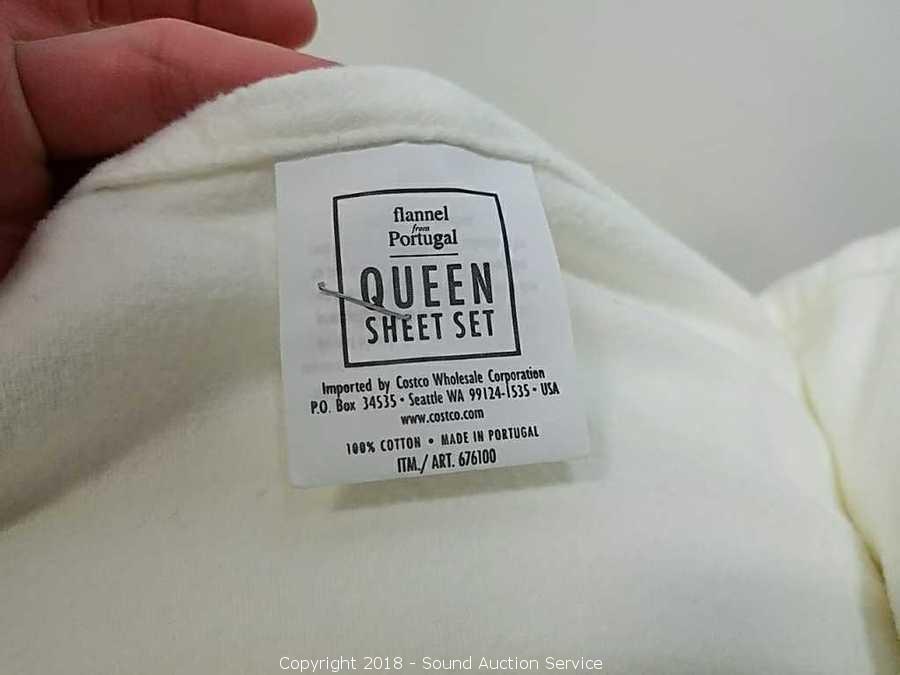 flannel
from
Portugal
QUEEN
SHEET SET
Imported by Costco Wholesale Corporation
P.O. Box 34535 • Seattle WA 99124-1535 • USA
www.costco.com
100% COTTON • MADE IN PORTUGAL
ITM./ ART. 676100
Copyright 2018 - Sound Auction Service